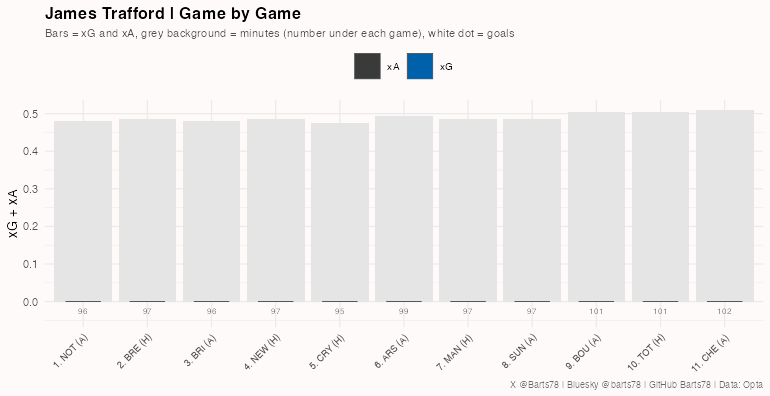 James Trafford | Game by Game
Bars = xG and xA, grey background = minutes (number under each game), white dot = goals
xA xG
xG + xA
0.5
0.4
0.3
0.2
0.1
0.0
96 97 96 97 95 99 97 97 101 101 102
1. NOT (A)
2. BRE (H)
3. BRI (A)
4. NEW (H)
5. CRY (H)
6. ARS (A)
7. MAN (H)
8. SUN (A)
9. BOU (A)
10. TOT (H)
11. CHE (A)
X @Barts78 | Bluesky @barts78 | GitHub Barts78 | Data: Opta